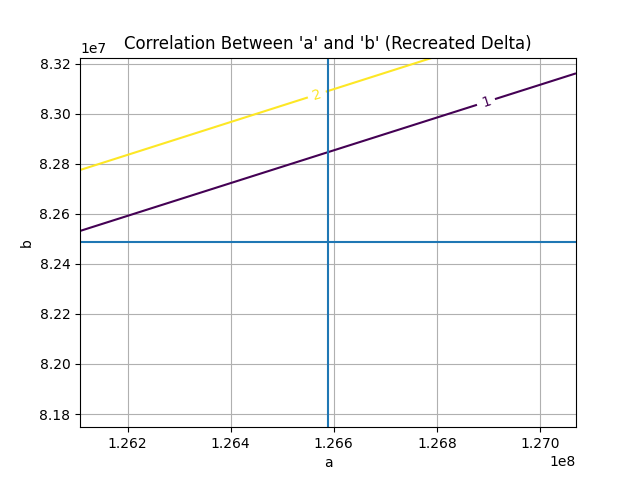 Correlation Between 'a' and 'b' (Recreated Delta)
1e7
8.32
8.30
8.28
8.26
8.24
8.22
8.20
8.18
b
2
1
1.262 1.264 1.266 1.268 1.270
a
1e8